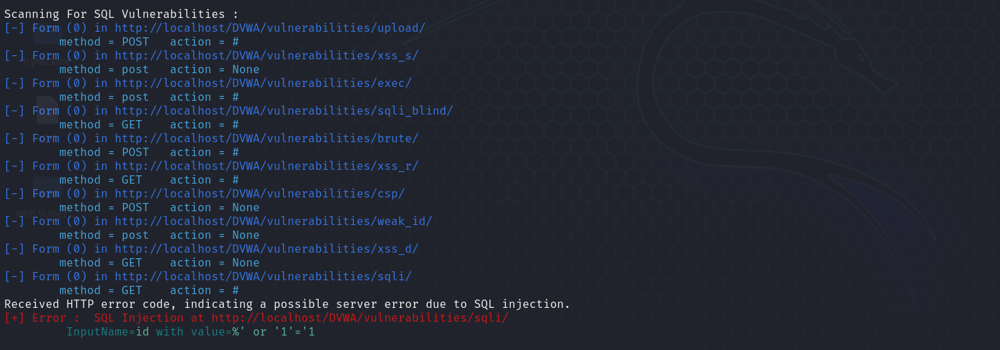 Scanning For SQL Vulnerabilities :
[-] Form (0) in http://localhost/DVWA/vulnerabilities/upload/
method = POST   action = #
[-] Form (0) in http://localhost/DVWA/vulnerabilities/xss_s/
method = post   action = None
[-] Form (0) in http://localhost/DVWA/vulnerabilities/exec/
method = post   action = #
[-] Form (0) in http://localhost/DVWA/vulnerabilities/sqli_blind/
method = GET    action = #
[-] Form (0) in http://localhost/DVWA/vulnerabilities/brute/
method = POST   action = #
[-] Form (0) in http://localhost/DVWA/vulnerabilities/xss_r/
method = GET    action = #
[-] Form (0) in http://localhost/DVWA/vulnerabilities/csp/
method = POST   action = None
[-] Form (0) in http://localhost/DVWA/vulnerabilities/weak_id/
method = post   action = None
[-] Form (0) in http://localhost/DVWA/vulnerabilities/xss_d/
method = GET    action = None
[-] Form (0) in http://localhost/DVWA/vulnerabilities/sqli/
method = GET    action = #
Received HTTP error code, indicating a possible server error due to SQL injection.
[+] Error :  SQL Injection at http://localhost/DVWA/vulnerabilities/sqli/
InputName=id with value=%' or '1'='1